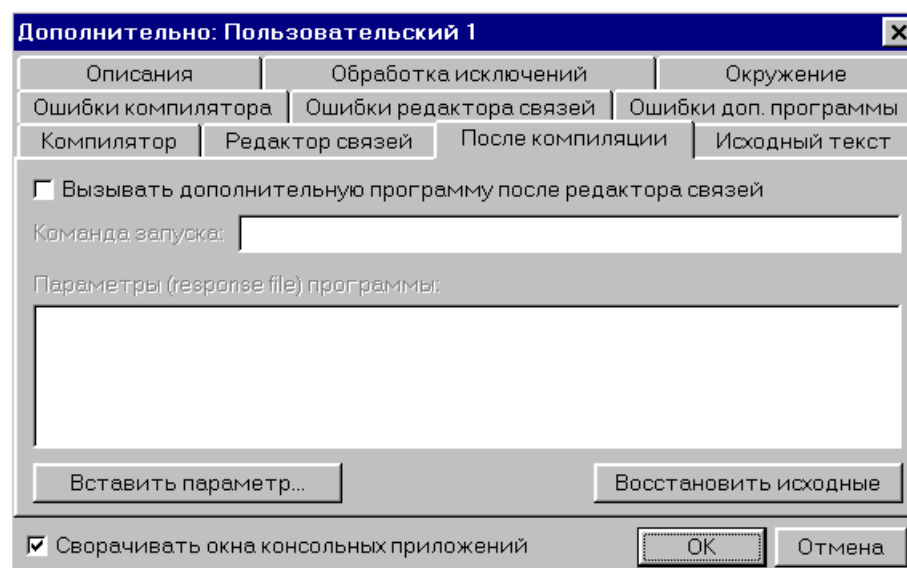 Дополнительно: Пользовательский 1
Описания Обработка исключений Окружение
Ошибки компилятора Ошибки редактора связей Ошибки доп. программы
Компилятор Редактор связей После компиляции Исходный текст
Вызывать дополнительную программу после редактора связей
Команда запуска:
Параметры (response file) программы:
Вставить параметр... Восстановить исходные
Сворачивать окна консольных приложений OK Отмена